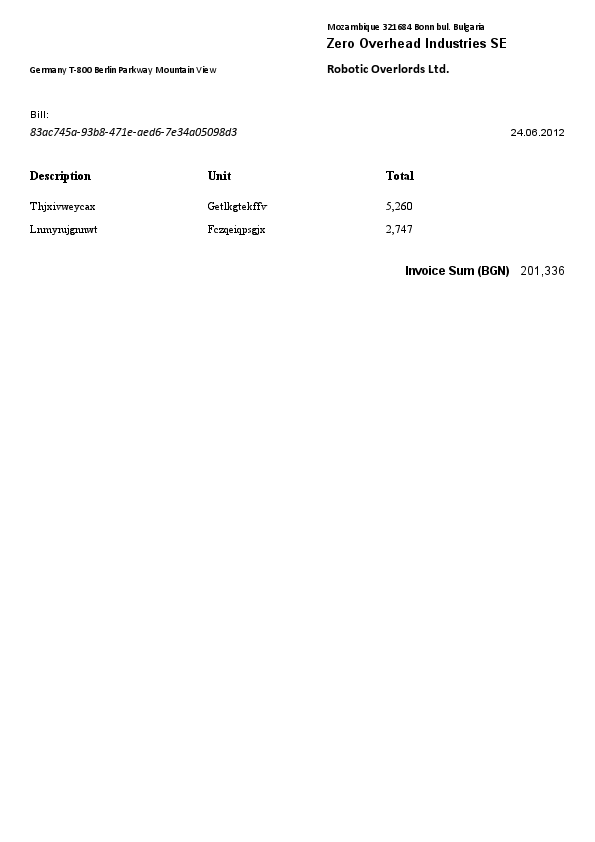 Mozambique 321684 Bonn bul. Bulgaria
Zero Overhead Industries SE
Germany T-800 Berlin Parkway Mountain View
Robotic Overlords Ltd.
Bill:
83ac745a-93b8-471e-aed6-7e34a05098d3
24.06.2012
Description Unit Total
Thjxivweycax Getlkgtekffv 5,260
Lnmyrujgnnwt Fczqeiqpsgjx 2,747
Invoice Sum (BGN) 201,336